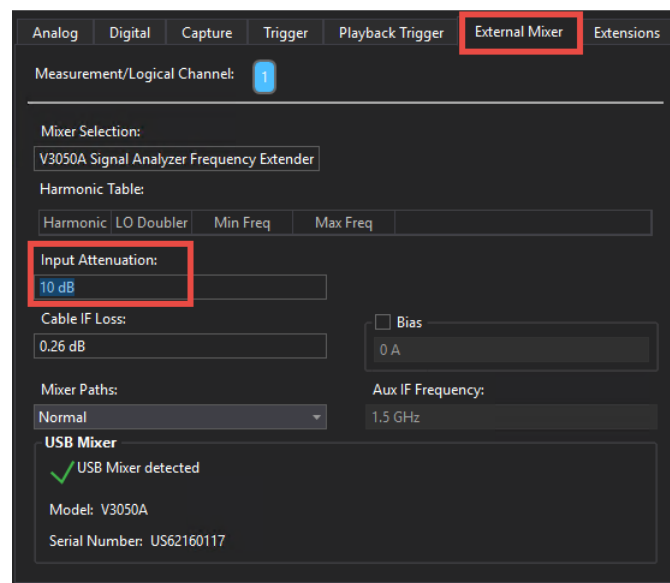 Analog Digital Capture Trigger Playback Trigger External Mixer Extensions
Measurement/Logical Channel: 1
Mixer Selection:
V3050A Signal Analyzer Frequency Extender
Harmonic Table:
Harmonic LO Doubler Min Freq Max Freq
Input Attenuation:
10 dB
Cable IF Loss:
0.26 dB
Bias
0 A
Mixer Paths:
Normal
Aux IF Frequency:
1.5 GHz
USB Mixer
USB Mixer detected
Model: V3050A
Serial Number: US62160117